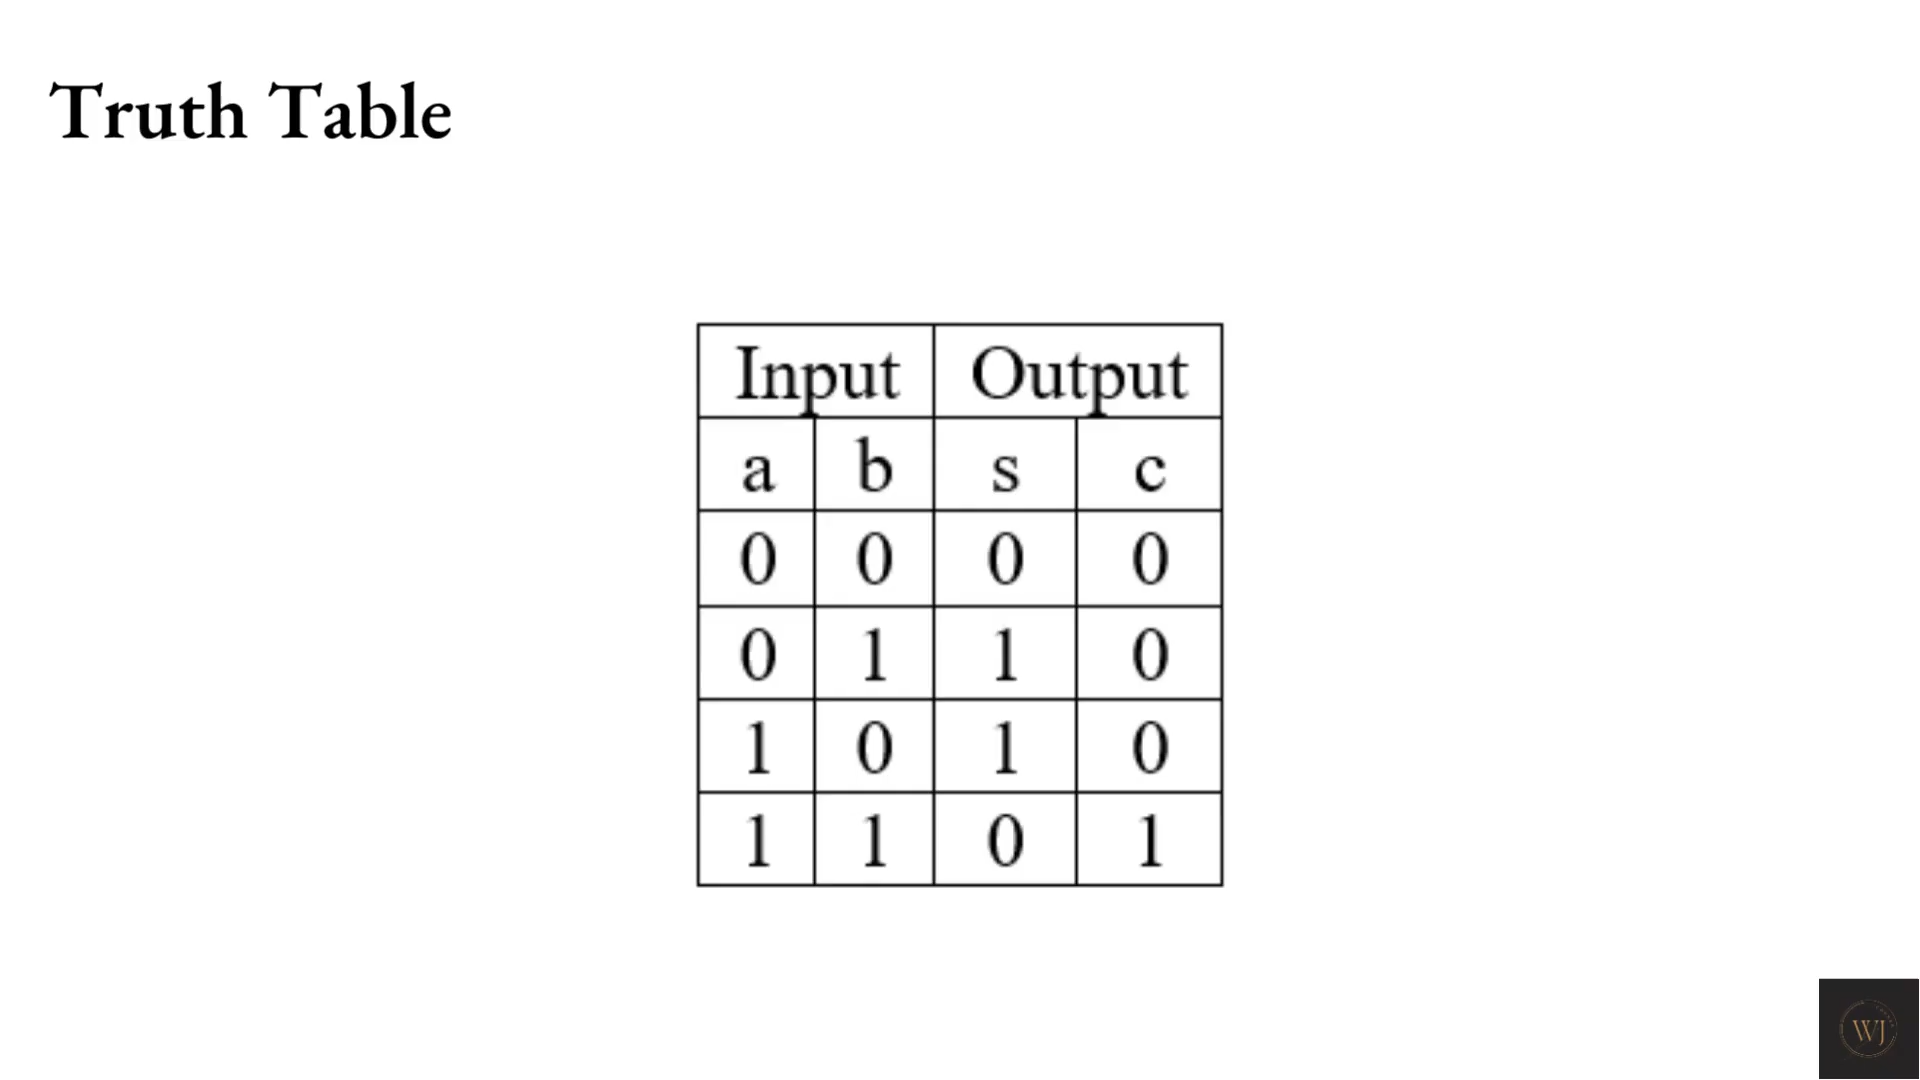 Truth Table
Input Output
a b s c
0 0 0 0
0 1 1 0
1 0 1 0
1 1 0 1
WJ